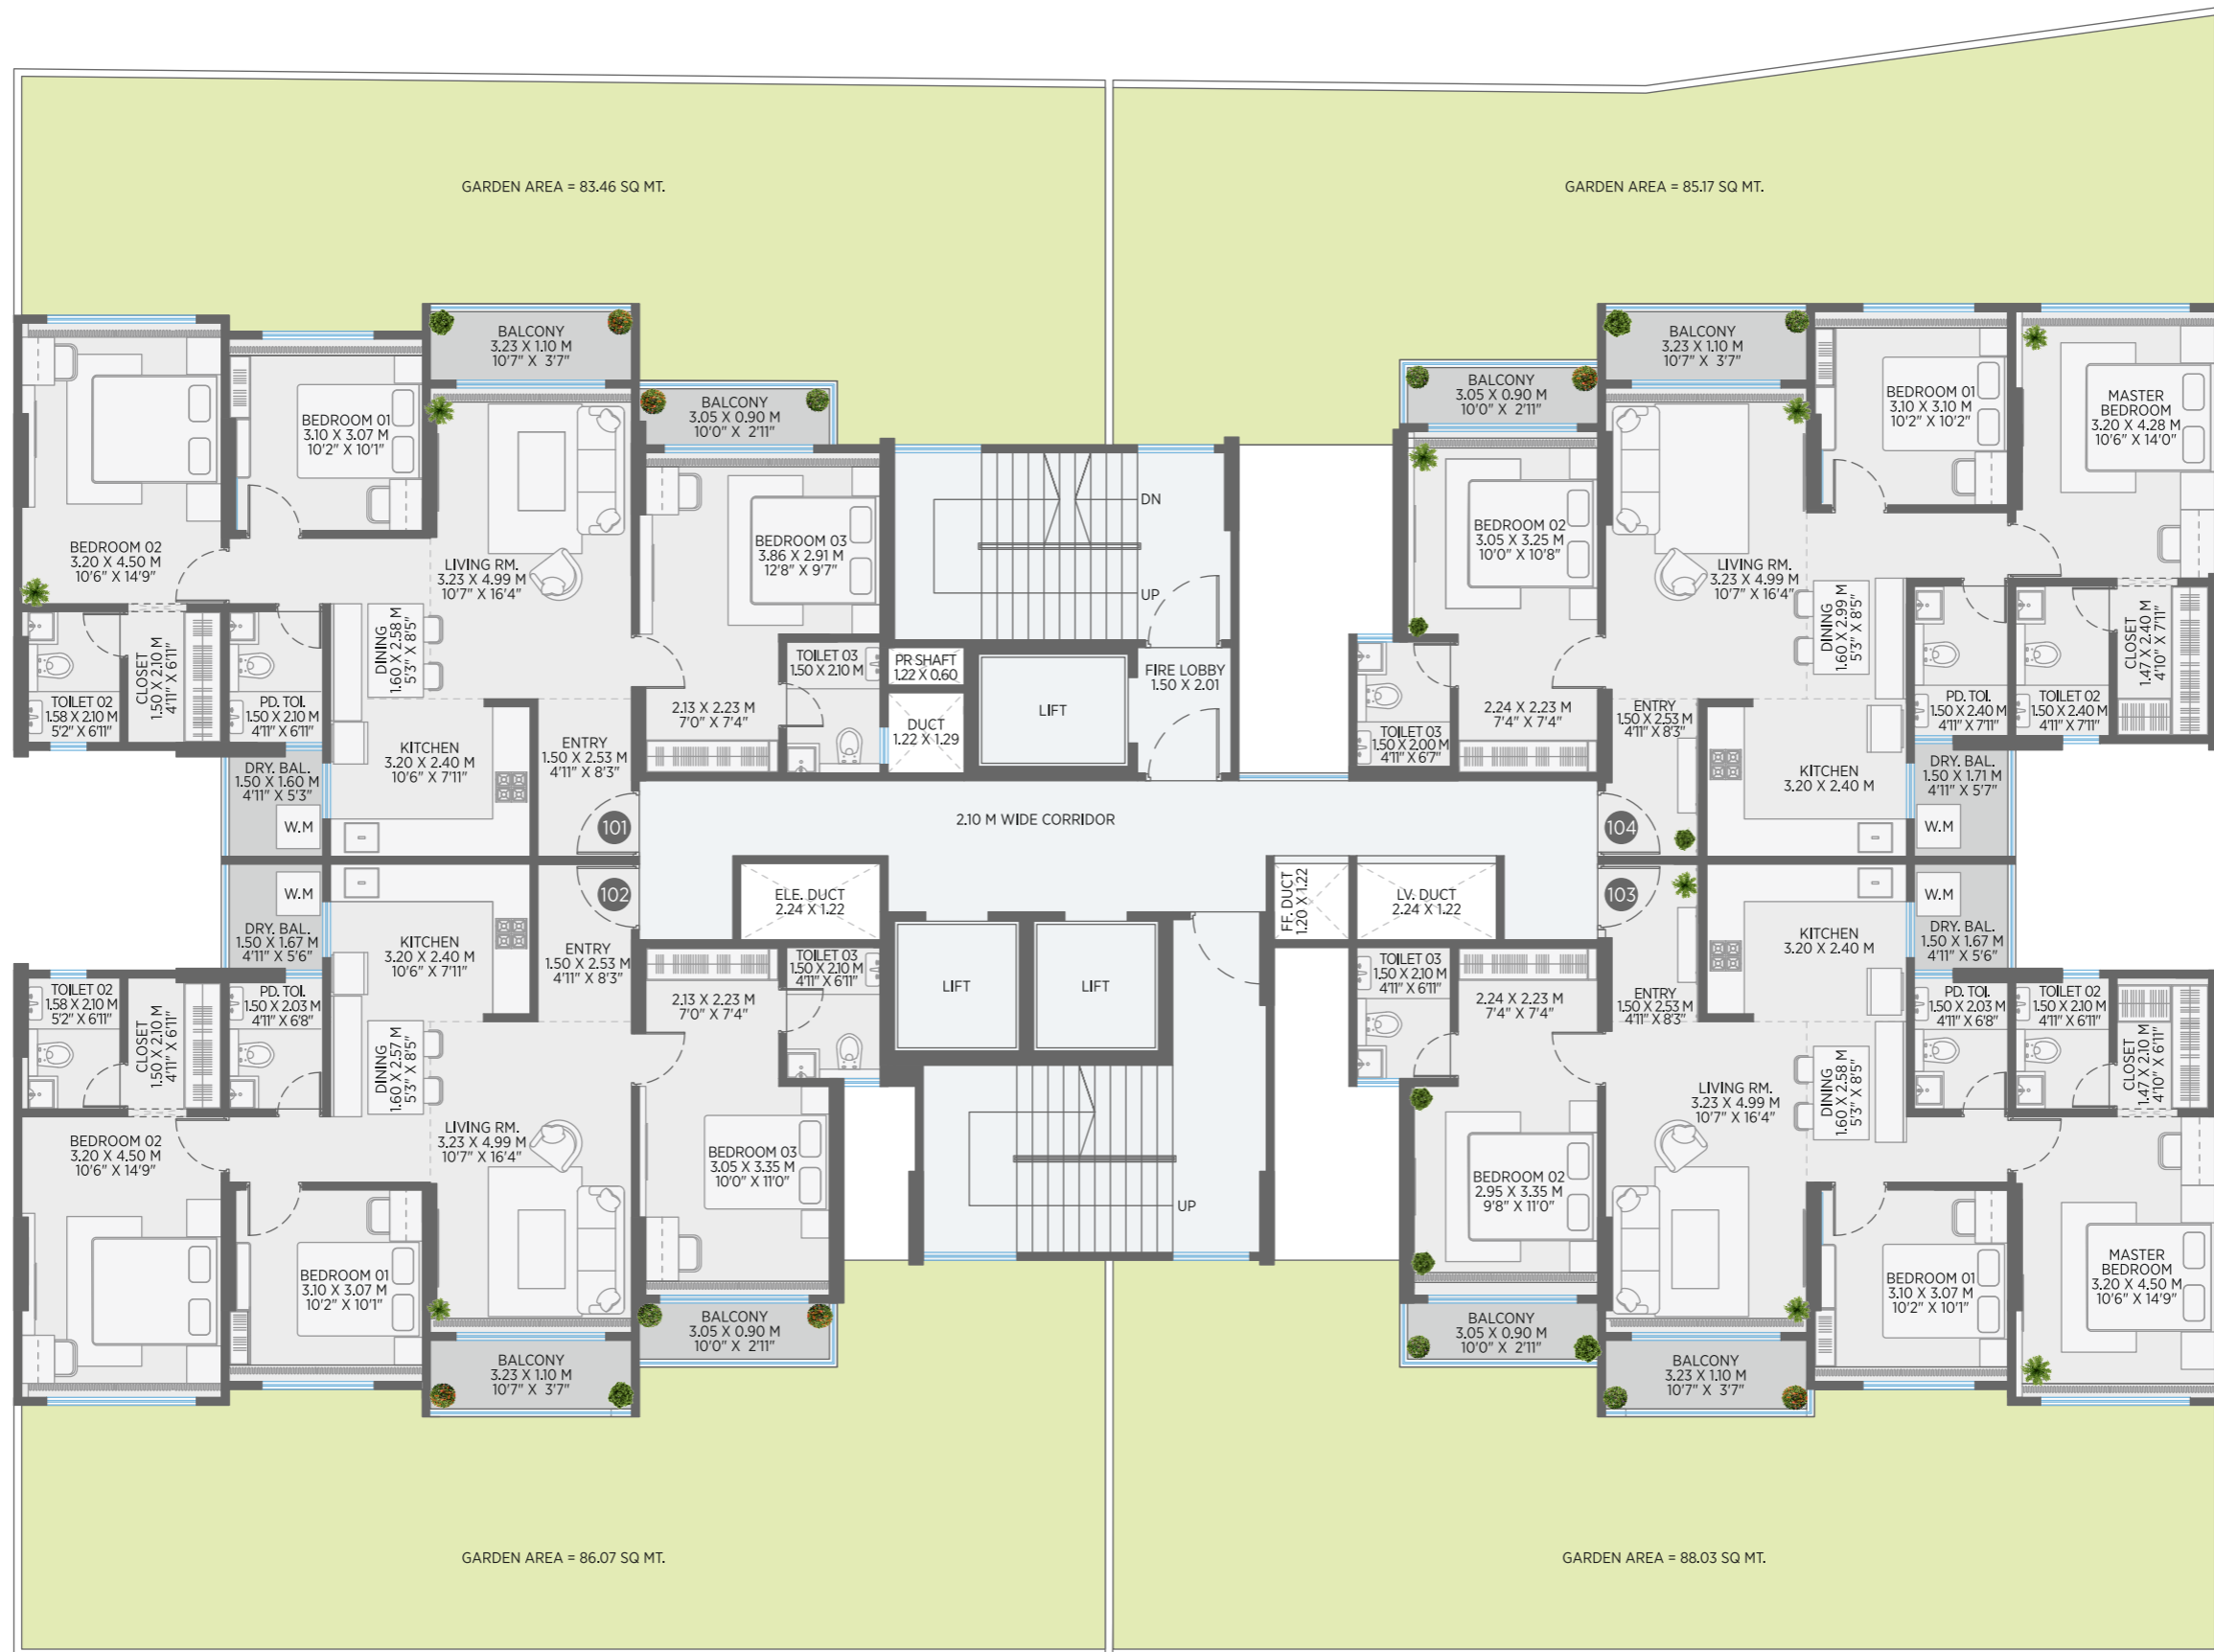 GARDEN AREA = 83.46 SQ MT.
GARDEN AREA = 85.17 SQ MT.
BALCONY
3.23 X 1.10 M
10'7" X 3'7"
BALCONY
3.05 X 0.90 M
10'0" X 2'11"
BEDROOM 01
3.10 X 3.07 M
10'2" X 10'1"
BEDROOM 02
3.20 X 4.50 M
10'6" X 14'9"
LIVING RM.
3.23 X 4.99 M
10'7" X 16'4"
BEDROOM 03
3.86 X 2.91 M
12'8" X 9'7"
DINING
1.60 X 2.58 M
5'3" X 8'5"
TOILET 02
1.58 X 2.10 M
5'2" X 6'11"
CLOSET
1.50 X 2.10 M
4'11" X 6'11"
PD. TOI.
1.50 X 2.10 M
4'11" X 6'11"
KITCHEN
3.20 X 2.40 M
10'6" X 7'11"
ENTRY
1.50 X 2.53 M
4'11" X 8'3"
2.13 X 2.23 M
7'0" X 7'4"
TOILET 03
1.50 X 2.10 M
DRY. BAL.
1.50 X 1.60 M
4'11" X 5'3"
W.M
101
DN
UP
PR SHAFT
1.22 X 0.60
DUCT
1.22 X 1.29
LIFT
FIRE LOBBY
1.50 X 2.01
2.10 M WIDE CORRIDOR
BALCONY
3.23 X 1.10 M
10'7" X 3'7"
BALCONY
3.05 X 0.90 M
10'0" X 2'11"
BEDROOM 01
3.10 X 3.10 M
10'2" X 10'2"
MASTER
BEDROOM
3.20 X 4.28 M
10'6" X 14'0"
BEDROOM 02
3.05 X 3.25 M
10'0" X 10'8"
LIVING RM.
3.23 X 4.99 M
10'7" X 16'4"
DINING
1.60 X 2.99 M
5'3" X 8'5"
CLOSET
1.47 X 2.40 M
4'10" X 7'11"
PD. TOI.
1.50 X 2.40 M
4'11" X 7'11"
TOILET 02
1.50 X 2.40 M
4'11" X 7'11"
2.24 X 2.23 M
7'4" X 7'4"
ENTRY
1.50 X 2.53 M
4'11" X 8'3"
TOILET 03
1.50 X 2.00 M
4'11" X 6'7"
KITCHEN
3.20 X 2.40 M
DRY. BAL.
1.50 X 1.71 M
4'11" X 5'7"
W.M
104
102
W.M
DRY. BAL.
1.50 X 1.67 M
4'11" X 5'6"
KITCHEN
3.20 X 2.40 M
10'6" X 7'11"
ENTRY
1.50 X 2.53 M
4'11" X 8'3"
TOILET 02
1.58 X 2.10 M
5'2" X 6'11"
CLOSET
1.50 X 2.10 M
4'11" X 6'11"
PD. TOI.
1.50 X 2.03 M
4'11" X 6'8"
DINING
1.60 X 2.57 M
5'3" X 8'5"
2.13 X 2.23 M
7'0" X 7'4"
TOILET 03
1.50 X 2.10 M
4'11" X 6'11"
BEDROOM 02
3.20 X 4.50 M
10'6" X 14'9"
LIVING RM.
3.23 X 4.99 M
10'7" X 16'4"
BEDROOM 03
3.05 X 3.35 M
10'0" X 11'0"
BEDROOM 01
3.10 X 3.07 M
10'2" X 10'1"
BALCONY
3.05 X 0.90 M
10'0" X 2'11"
BALCONY
3.23 X 1.10 M
10'7" X 3'7"
ELE. DUCT
2.24 X 1.22
FF. DUCT
1.20 X 1.22
LV. DUCT
2.24 X 1.22
LIFT
LIFT
UP
103
W.M
DRY. BAL.
1.50 X 1.67 M
4'11" X 5'6"
KITCHEN
3.20 X 2.40 M
TOILET 03
1.50 X 2.10 M
4'11" X 6'11"
2.24 X 2.23 M
7'4" X 7'4"
ENTRY
1.50 X 2.53 M
4'11" X 8'3"
PD. TOI.
1.50 X 2.03 M
4'11" X 6'8"
TOILET 02
1.50 X 2.10 M
4'11" X 6'11"
CLOSET
1.47 X 2.10 M
4'10" X 6'11"
DINING
1.60 X 2.58 M
5'3" X 8'5"
LIVING RM.
3.23 X 4.99 M
10'7" X 16'4"
BEDROOM 02
2.95 X 3.35 M
9'8" X 11'0"
BEDROOM 01
3.10 X 3.07 M
10'2" X 10'1"
MASTER
BEDROOM
3.20 X 4.50 M
10'6" X 14'9"
BALCONY
3.05 X 0.90 M
10'0" X 2'11"
BALCONY
3.23 X 1.10 M
10'7" X 3'7"
GARDEN AREA = 86.07 SQ MT.
GARDEN AREA = 88.03 SQ MT.